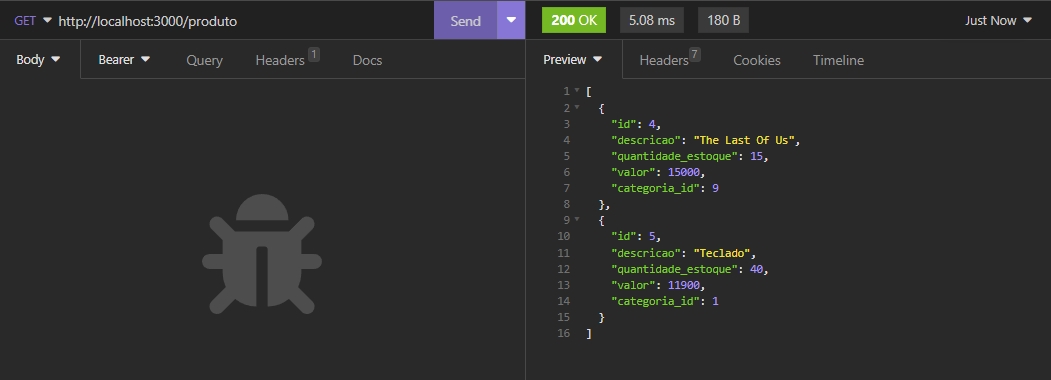 GET http://localhost:3000/produto Send 200 OK 5.08 ms 180 B Just Now
Body Bearer Query Headers 1 Docs Preview Headers 7 Cookies Timeline
1 [
2 {
3 "id": 4,
4 "descricao": "The Last Of Us",
5 "quantidade_estoque": 15,
6 "valor": 15000,
7 "categoria_id": 9
8 },
9 {
10 "id": 5,
11 "descricao": "Teclado",
12 "quantidade_estoque": 40,
13 "valor": 11900,
14 "categoria_id": 1
15 }
16 ]